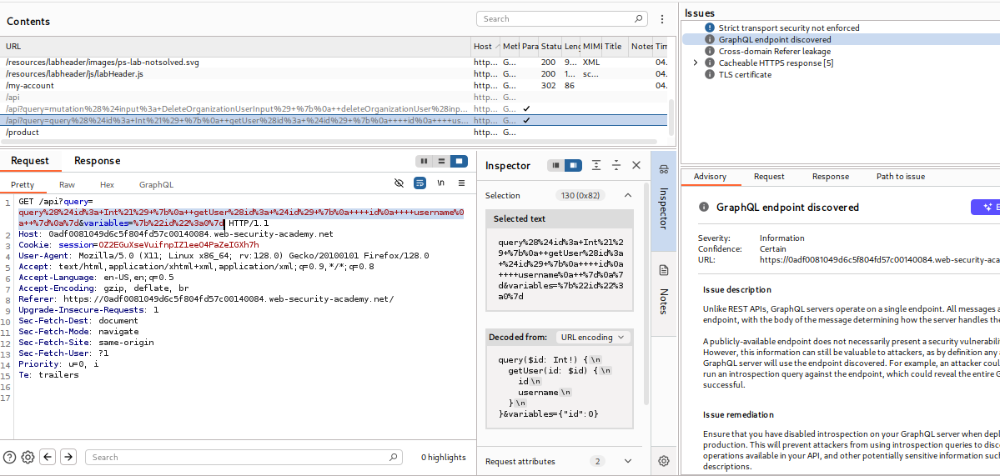 Contents
Search
URL
Host
Metl
Para
Statu
Leng
MIMI
Title
Notes
Tim
/resources/labheader/images/ps-lab-notsolved.svg http... G... 200 9... XML 04.
/resources/labheader/js/labHeader.js http... G... 200 1... sc... 04.
/my-account http... G... 302 86 04.
/api http... G...
/api?query=mutation%28%24input%3a+DeleteOrganizationUserInput%29+%7b%0a++deleteOrganizationUser%28inp... http... G... ✓
/api?query=query%28%24id%3a+Int%21%29+%7b%0a++getUser%28id%3a+%24id%29+%7b%0a++++id%0a++++us... http... G... ✓
/product http... G...
Request
Response
Pretty
Raw
Hex
GraphQL
\n
1 GET /api?query=
query%28%24id%3a+Int%21%29+%7b%0a++getUser%28id%3a+%24id%29+%7b%0a++++id%0a++++username%0
a++%7d%0a%7d&variables=%7b%22id%22%3a0%7d HTTP/1.1
2 Host: 0adf0081049d6c5f804fd57c00140084.web-security-academy.net
3 Cookie: session=OZ2EGuXseVuifnpIZ1eeO4PaZeIGXh7h
4 User-Agent: Mozilla/5.0 (X11; Linux x86_64; rv:128.0) Gecko/20100101 Firefox/128.0
5 Accept: text/html,application/xhtml+xml,application/xml;q=0.9,*/*;q=0.8
6 Accept-Language: en-US,en;q=0.5
7 Accept-Encoding: gzip, deflate, br
8 Referer: https://0adf0081049d6c5f804fd57c00140084.web-security-academy.net/
9 Upgrade-Insecure-Requests: 1
10 Sec-Fetch-Dest: document
11 Sec-Fetch-Mode: navigate
12 Sec-Fetch-Site: same-origin
13 Sec-Fetch-User: ?1
14 Priority: u=0, i
15 Te: trailers
16
17
Search
0 highlights
Inspector
Selection
130 (0x82)
Selected text
query%28%24id%3a+Int%21%2
9+%7b%0a++getUser%28id%3a
+%24id%29+%7b%0a++++id%0a
++++username%0a++%7d%0a%7
d&variables=%7b%22id%22%3
a0%7d
Decoded from:
URL encoding
query($id: Int!) {\n
getUser(id: $id) {\n
id\n
username\n
}\n
}&variables={"id":0}
Request attributes
2
Inspector
Notes
Issues
Strict transport security not enforced
GraphQL endpoint discovered
Cross-domain Referer leakage
Cacheable HTTPS response [5]
TLS certificate
Advisory
Request
Response
Path to issue
GraphQL endpoint discovered
E
Severity: Information
Confidence: Certain
URL: https://0adf0081049d6c5f804fd57c00140084.web-security-aca
Issue description
Unlike REST APIs, GraphQL servers operate on a single endpoint. All messages a
endpoint, with the body of the message determining how the server handles the
A publicly-available endpoint does not necessarily present a security vulnerabili
However, this information can still be valuable to attackers, as by definition any
GraphQL server will use the endpoint discovered. For example, an attacker coul
run an introspection query against the endpoint, which could reveal the entire G
successful.
Issue remediation
Ensure that you have disabled introspection on your GraphQL server when depl
production. This will prevent attackers from using introspection queries to disco
operations available in your API, and other potentially sensitive information suc
descriptions.